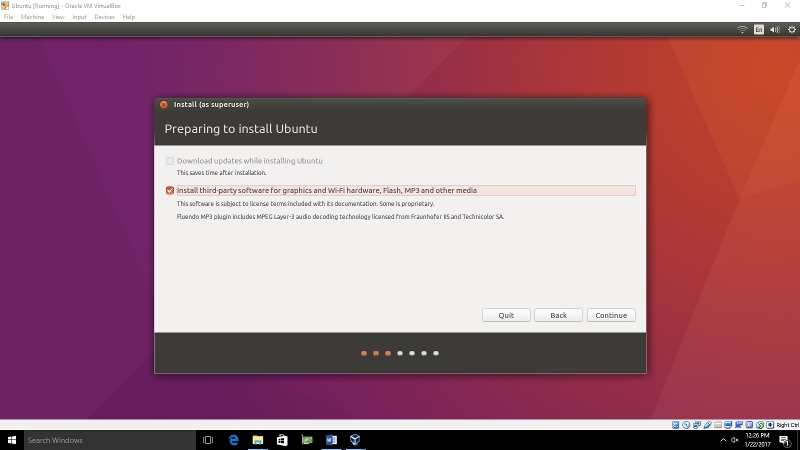 Ubuntu [Running] - Oracle VM VirtualBox
File Machine View Input Devices Help
En
Install (as superuser)
Preparing to install Ubuntu
Download updates while installing Ubuntu
This saves time after installation.
Install third-party software for graphics and Wi-Fi hardware, Flash, MP3 and other media
This software is subject to license terms included with its documentation. Some is proprietary.
Fluendo MP3 plugin includes MPEG Layer-3 audio decoding technology licensed from Fraunhofer IIS and Technicolor SA.
Quit Back Continue
Right Ctrl
Search Windows
12:26 PM
1/22/2017
1